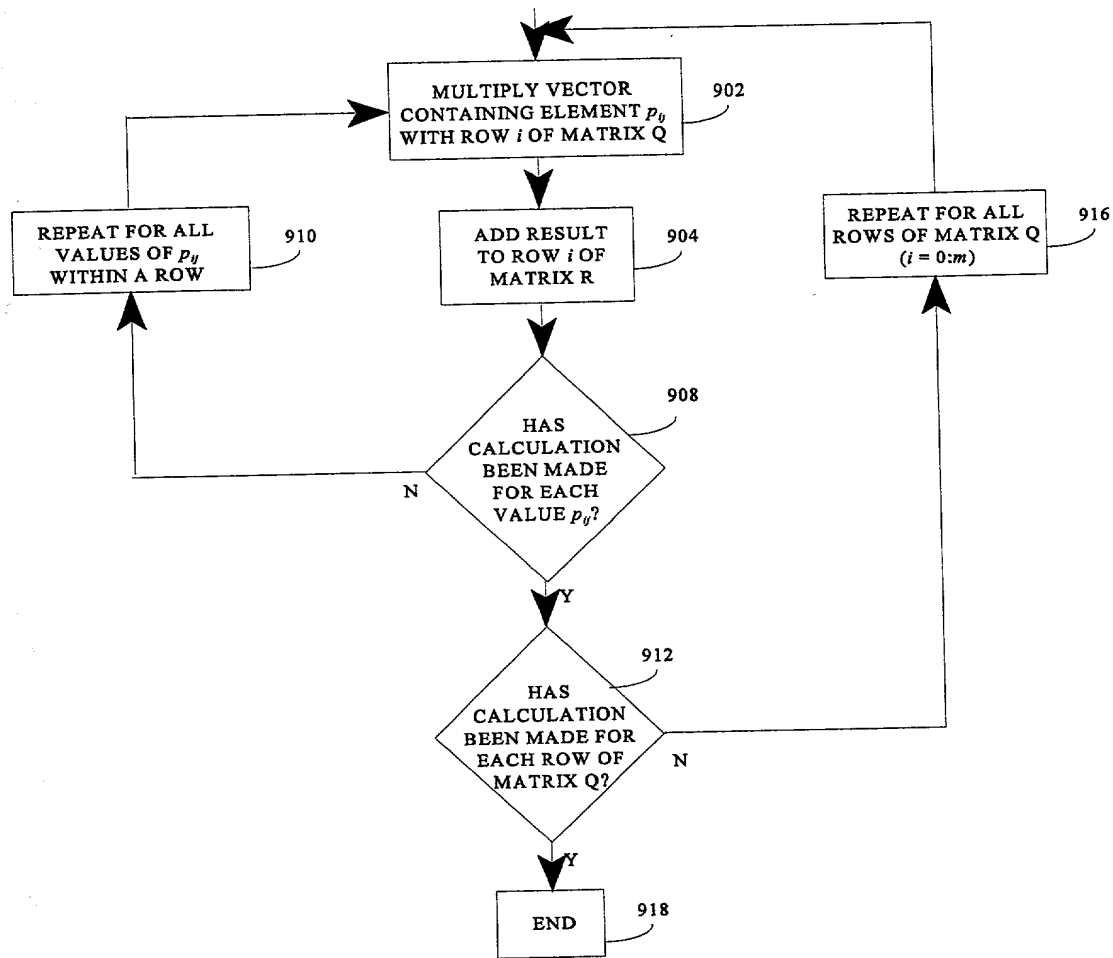 MULTIPLY VECTOR
CONTAINING ELEMENT p_ij
WITH ROW i OF MATRIX Q
902
REPEAT FOR ALL
VALUES OF p_ij
WITHIN A ROW
910
ADD RESULT
TO ROW i OF
MATRIX R
904
REPEAT FOR ALL
ROWS OF MATRIX Q
(i = 0:m)
916
HAS
CALCULATION
BEEN MADE
FOR EACH
VALUE p_ij?
908
N
Y
HAS
CALCULATION
BEEN MADE FOR
EACH ROW OF
MATRIX Q?
912
N
Y
END
918